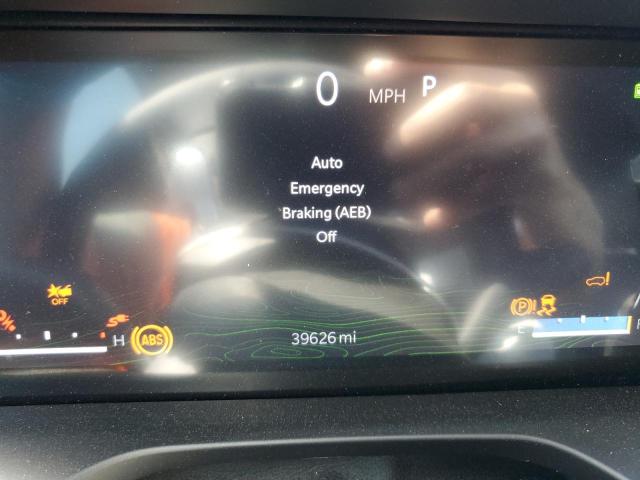 0 MPH P
Auto
Emergency
Braking (AEB)
Off
OFF
P !
!
%
H
ABS
39626 mi